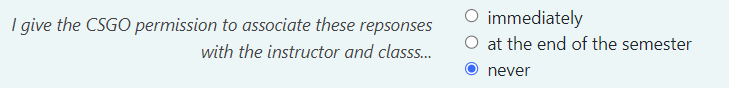 I give the CSGO permission to associate these repsonses
with the instructor and classs...
immediately
at the end of the semester
never